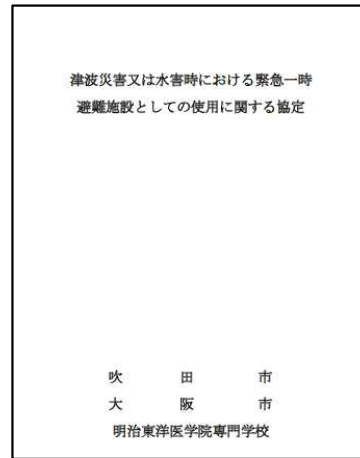 津波災害又は水害時における緊急一時
避難施設としての使用に関する協定
吹田市
大阪市
明治東洋医学院専門学校